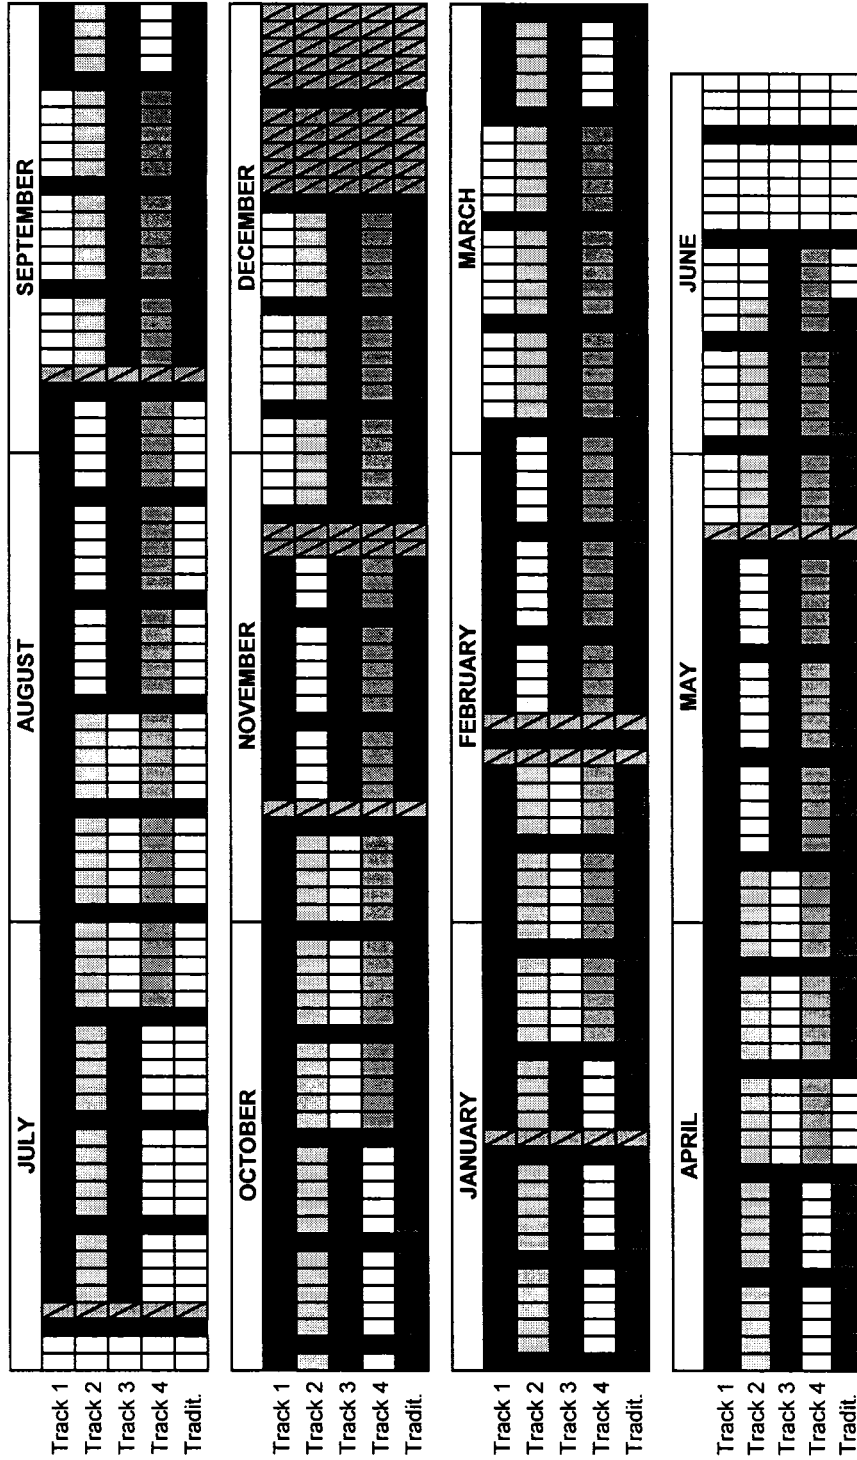 JULY AUGUST SEPTEMBER
Track 1
Track 2
Track 3
Track 4
Tradit.
OCTOBER NOVEMBER DECEMBER
Track 1
Track 2
Track 3
Track 4
Tradit.
JANUARY FEBRUARY MARCH
Track 1
Track 2
Track 3
Track 4
Tradit.
APRIL MAY JUNE
Track 1
Track 2
Track 3
Track 4
Tradit.